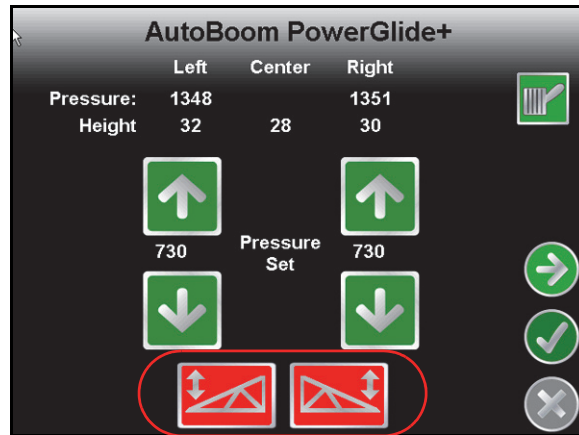 AutoBoom PowerGlide+
Left Center Right
Pressure: 1348 1351
Height 32 28 30
730 Pressure Set 730